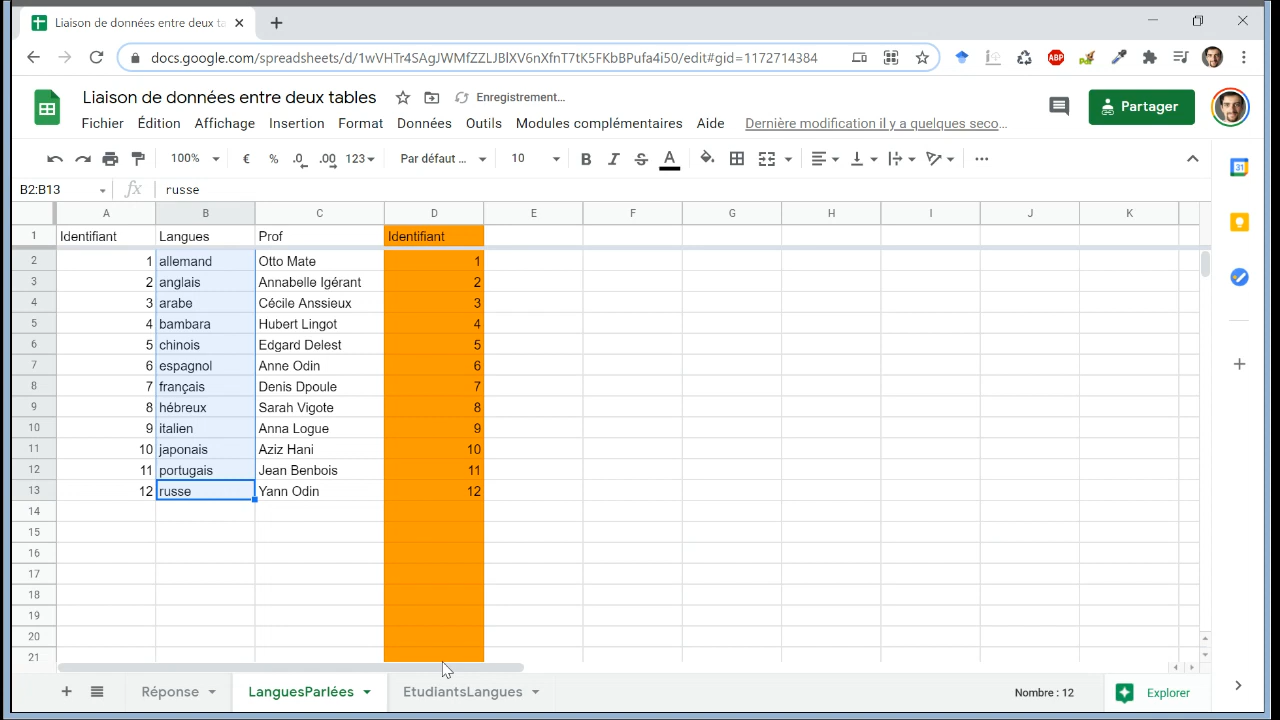 Liaison de données entre deux ta
docs.google.com/spreadsheets/d/1wVHTr4SAgJWMfZZLJBlXV6nXfnT7tK5FKbBPufa4i50/edit#gid=1172714384
ABP
Liaison de données entre deux tables
Enregistrement...
Partager
Fichier Édition Affichage Insertion Format Données Outils Modules complémentaires Aide Dernière modification il y a quelques seco...
100% € % .0 .00 123 Par défaut ... 10 B I S A
31
B2:B13 fx russe
A B C D E F G H I J K
1 Identifiant Langues Prof Identifiant
2 1 allemand Otto Mate 1
3 2 anglais Annabelle Igérant 2
4 3 arabe Cécile Anssieux 3
5 4 bambara Hubert Lingot 4
6 5 chinois Edgard Delest 5
7 6 espagnol Anne Odin 6
8 7 français Denis Dpoule 7
9 8 hébreux Sarah Vigote 8
10 9 italien Anna Logue 9
11 10 japonais Aziz Hani 10
12 11 portugais Jean Benbois 11
13 12 russe Yann Odin 12
14
15
16
17
18
19
20
21
Réponse LanguesParlées EtudiantsLangues Nombre : 12 Explorer